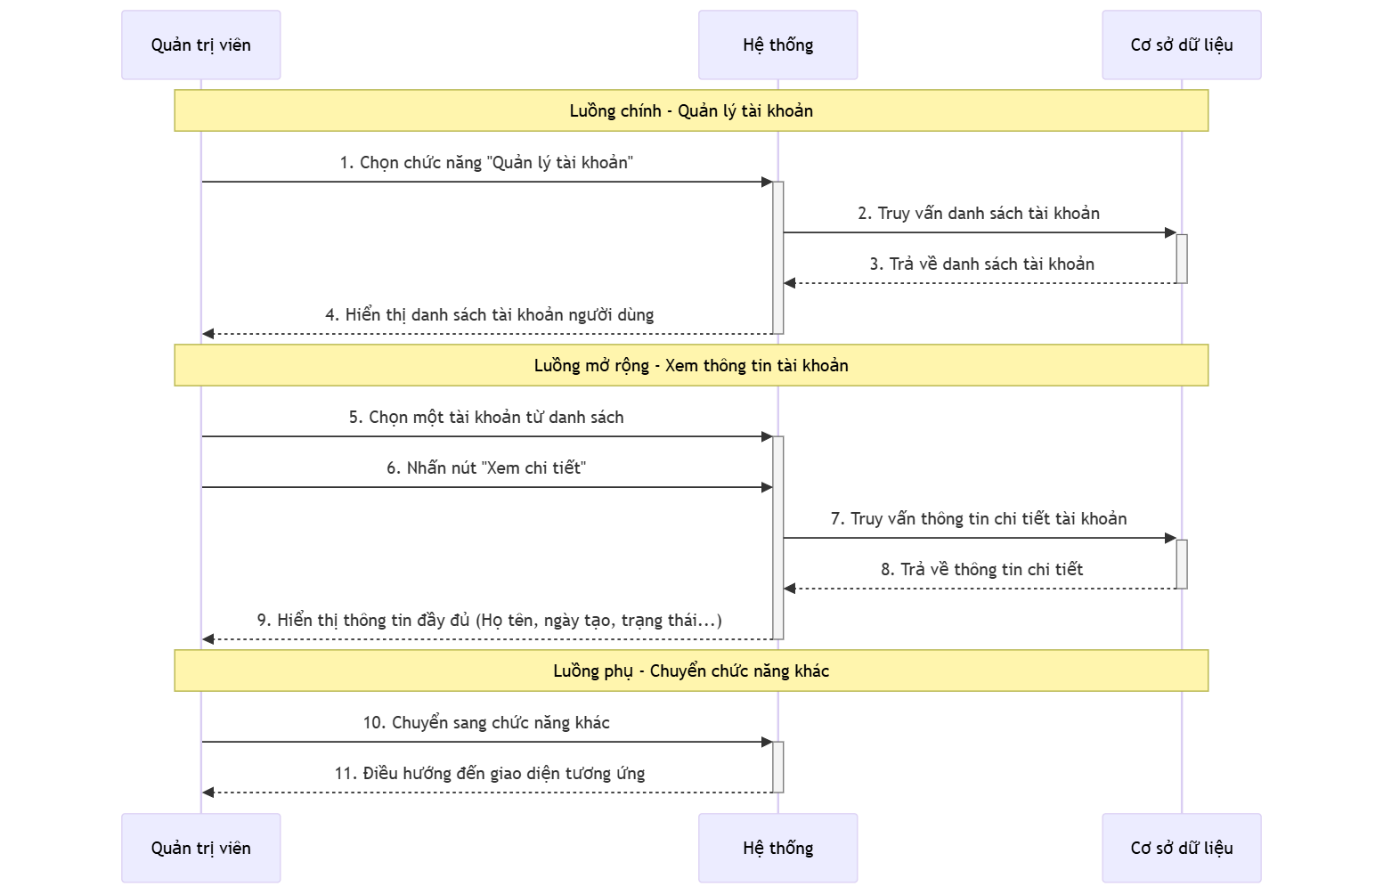 Quản trị viên
Hệ thống
Cơ sở dữ liệu
Luồng chính - Quản lý tài khoản
1. Chọn chức năng "Quản lý tài khoản"
2. Truy vấn danh sách tài khoản
3. Trả về danh sách tài khoản
4. Hiển thị danh sách tài khoản người dùng
Luồng mở rộng - Xem thông tin tài khoản
5. Chọn một tài khoản từ danh sách
6. Nhấn nút "Xem chi tiết"
7. Truy vấn thông tin chi tiết tài khoản
8. Trả về thông tin chi tiết
9. Hiển thị thông tin đầy đủ (Họ tên, ngày tạo, trạng thái...)
Luồng phụ - Chuyển chức năng khác
10. Chuyển sang chức năng khác
11. Điều hướng đến giao diện tương ứng
Quản trị viên
Hệ thống
Cơ sở dữ liệu